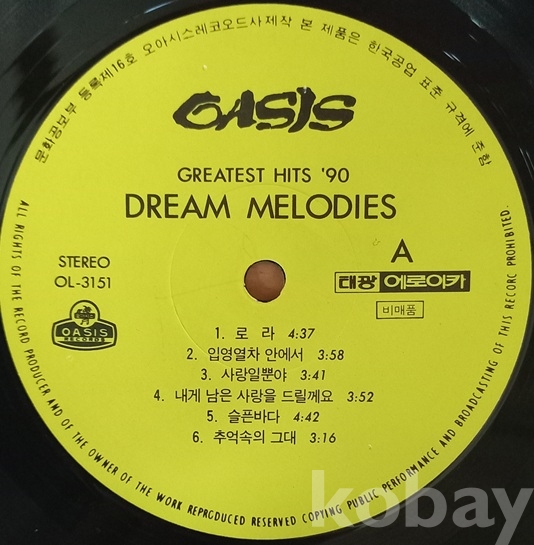 문화공보부 등록제16호 오아시스레코오드사제작 본 제품은 한국공업 표준 규격에 준함
OASIS
GREATEST HITS '90
DREAM MELODIES
STEREO
OL-3151
A
태광 에로이카
비매품
OASIS
RECORDS
1. 로 라 4:37
2. 입영열차 안에서 3:58
3. 사랑일뿐야 3:41
4. 내게 남은 사랑을 드릴께요 3:52
5. 슬픈바다 4:42
6. 추억속의 그대 3:16
ALL RIGHTS OF THE RECORD PRODUCER AND OF THE OWNER OF THE WORK REPRODUCED RESERVED COPYING PUBLIC PERFORMANCE AND BROADCASTING OF THIS RECORC PROHIBITED.
kobay